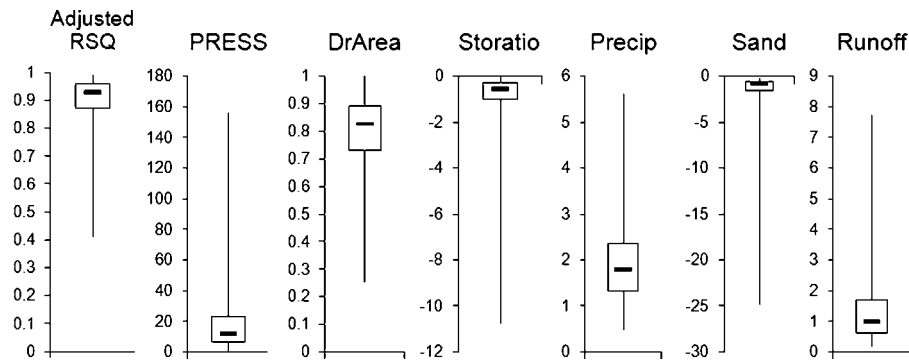 Adjusted
RSQ PRESS DrArea Storatio Precip Sand Runoff
1 180 1 0 6 0 9
0.9 160 0.9 -2 5 -5 8
0.8 140 0.8 -4 4 -10 7
0.7 120 0.7 -6 3 -15 6
0.6 100 0.6 -8 2 -20 5
0.5 80 0.5 -10 1 -25 4
0.4 60 0.4 -12 0 -30 3
0.3 40 0.3 2
0.2 20 0.2 1
0.1 0 0.1 0
0 0